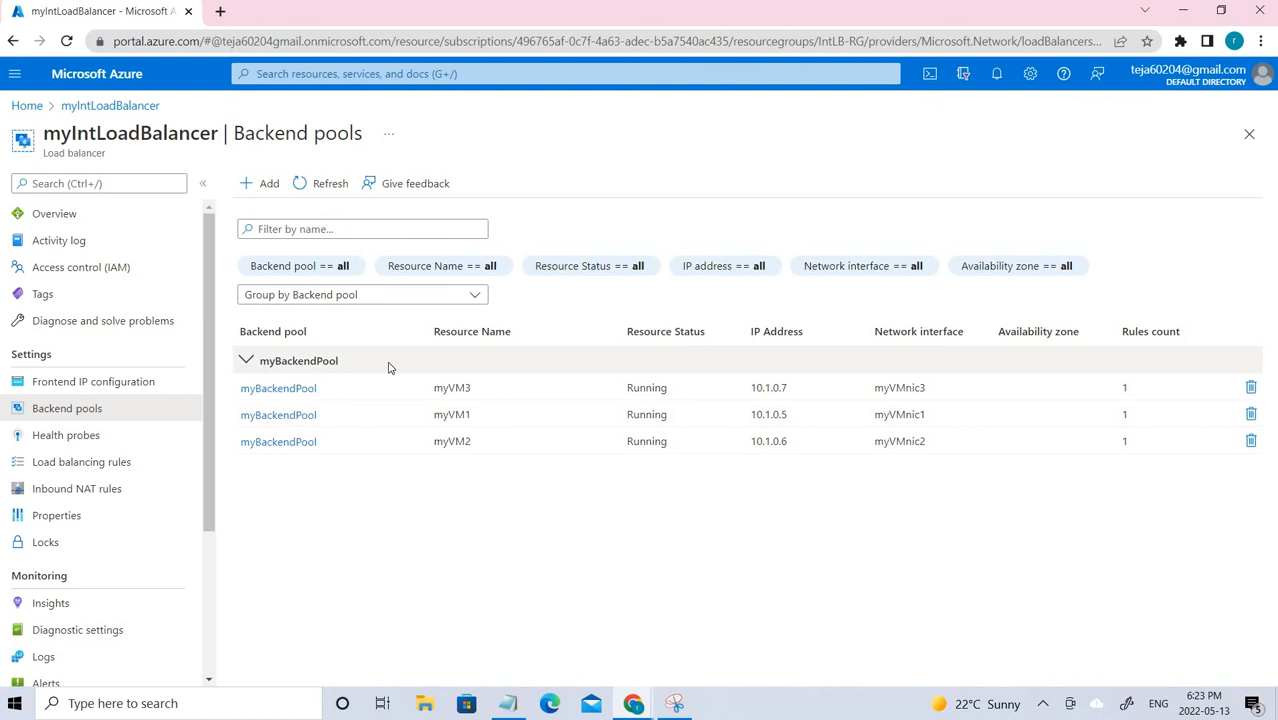 myIntLoadBalancer - Microsoft A
portal.azure.com/#@teja60204gmail.onmicrosoft.com/resource/subscriptions/496765af-0c7f-4a63-adec-b5a7540ac435/resourcegroups/IntLB-RG/providers/Microsoft.Network/loadBalancers...
r
Microsoft Azure
Search resources, services, and docs (G+/)
teja60204@gmail.com
DEFAULT DIRECTORY
Home > myIntLoadBalancer
myIntLoadBalancer | Backend pools ...
Load balancer
Search (Ctrl+/)
Add Refresh Give feedback
Overview
Activity log
Access control (IAM)
Tags
Diagnose and solve problems
Settings
Frontend IP configuration
Backend pools
Health probes
Load balancing rules
Inbound NAT rules
Properties
Locks
Monitoring
Insights
Diagnostic settings
Logs
Alerts
Filter by name...
Backend pool == all Resource Name == all Resource Status == all IP address == all Network interface == all Availability zone == all
Group by Backend pool
Backend pool Resource Name Resource Status IP Address Network interface Availability zone Rules count
myBackendPool
myBackendPool myVM3 Running 10.1.0.7 myVMnic3 1
myBackendPool myVM1 Running 10.1.0.5 myVMnic1 1
myBackendPool myVM2 Running 10.1.0.6 myVMnic2 1
Type here to search
22°C Sunny
ENG
6:23 PM
2022-05-13
5